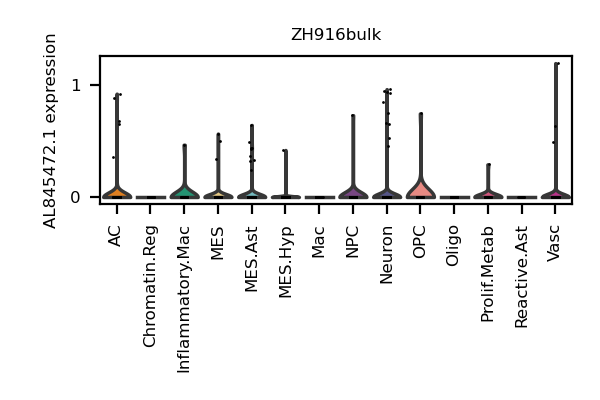 ZH916bulk
AL845472.1 expression
1
0
AC
Chromatin.Reg
Inflammatory.Mac
MES
MES.Ast
MES.Hyp
Mac
NPC
Neuron
OPC
Oligo
Prolif.Metab
Reactive.Ast
Vasc